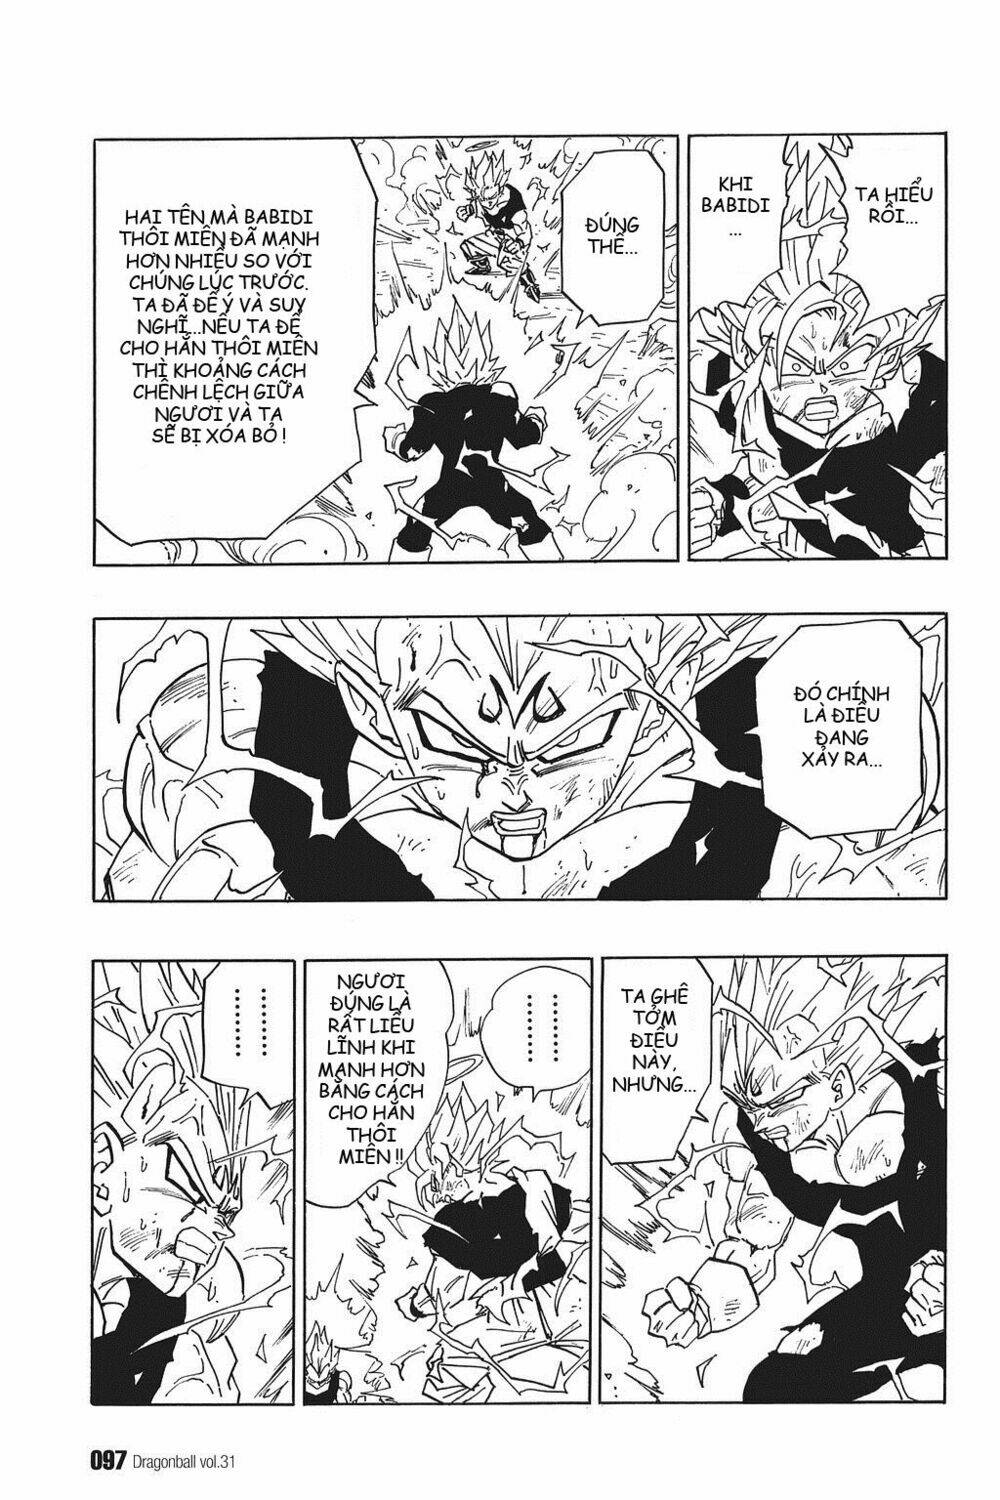 TA HIỂU
RỒI...
KHI
BABIDI
...
ĐÚNG
THẾ...
HAI TÊN MÀ BABIDI
THÔI MIÊN ĐÃ MẠNH
HƠN NHIỀU SO VỚI
CHÚNG LÚC TRƯỚC.
TA ĐÃ ĐỂ Ý VÀ SUY
NGHĨ...NẾU TA ĐỂ
CHO HẮN THÔI MIÊN
THÌ KHOẢNG CÁCH
CHÊNH LỆCH GIỮA
NGƯƠI VÀ TA
SẼ BỊ XÓA BỎ !
ĐÓ CHÍNH
LÀ ĐIỀU
ĐANG
XẢY RA...
TA GHÊ
TỞM
ĐIỀU
NÀY,
NHƯNG...
NGƯƠI
ĐÚNG LÀ
RẤT LIỀU
LĨNH KHI
MẠNH HƠN
BẰNG CÁCH
CHO HẮN
THÔI
MIÊN !!
097 Dragonball vol.31